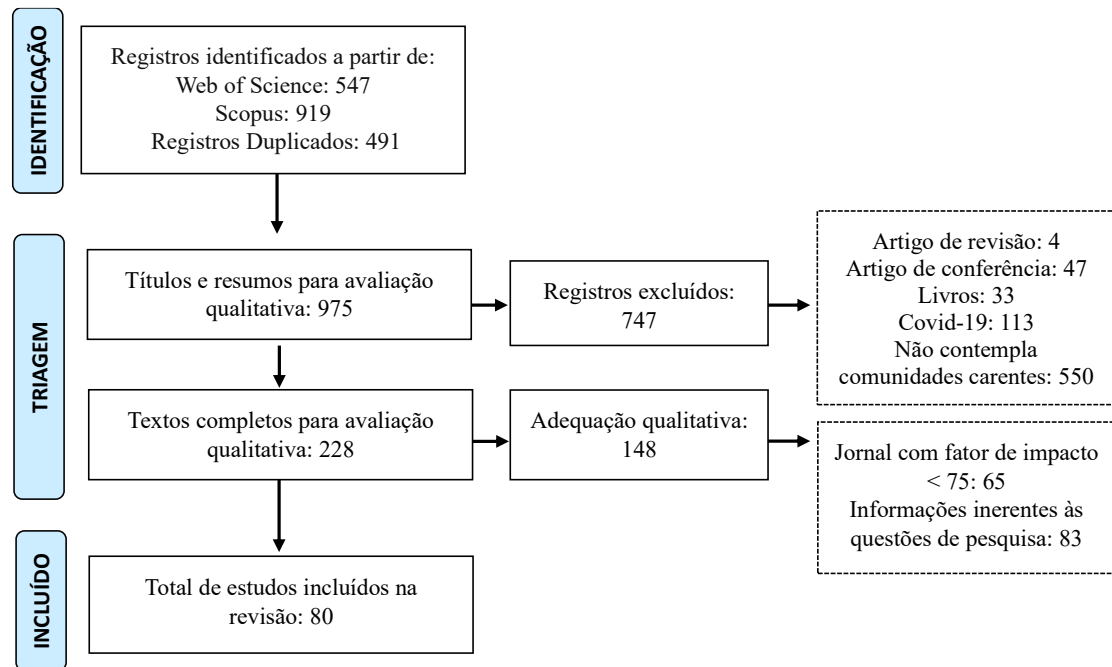 IDENTIFICAÇÃO
Registros identificados a partir de:
Web of Science: 547
Scopus: 919
Registros Duplicados: 491
TRIAGEM
Títulos e resumos para avaliação
qualitativa: 975
Registros excluídos:
747
Artigo de revisão: 4
Artigo de conferência: 47
Livros: 33
Covid-19: 113
Não contempla
comunidades carentes: 550
Textos completos para avaliação
qualitativa: 228
Adequação qualitativa:
148
Jornal com fator de impacto
< 75: 65
Informações inerentes às
questões de pesquisa: 83
INCLUÍDO
Total de estudos incluídos na
revisão: 80